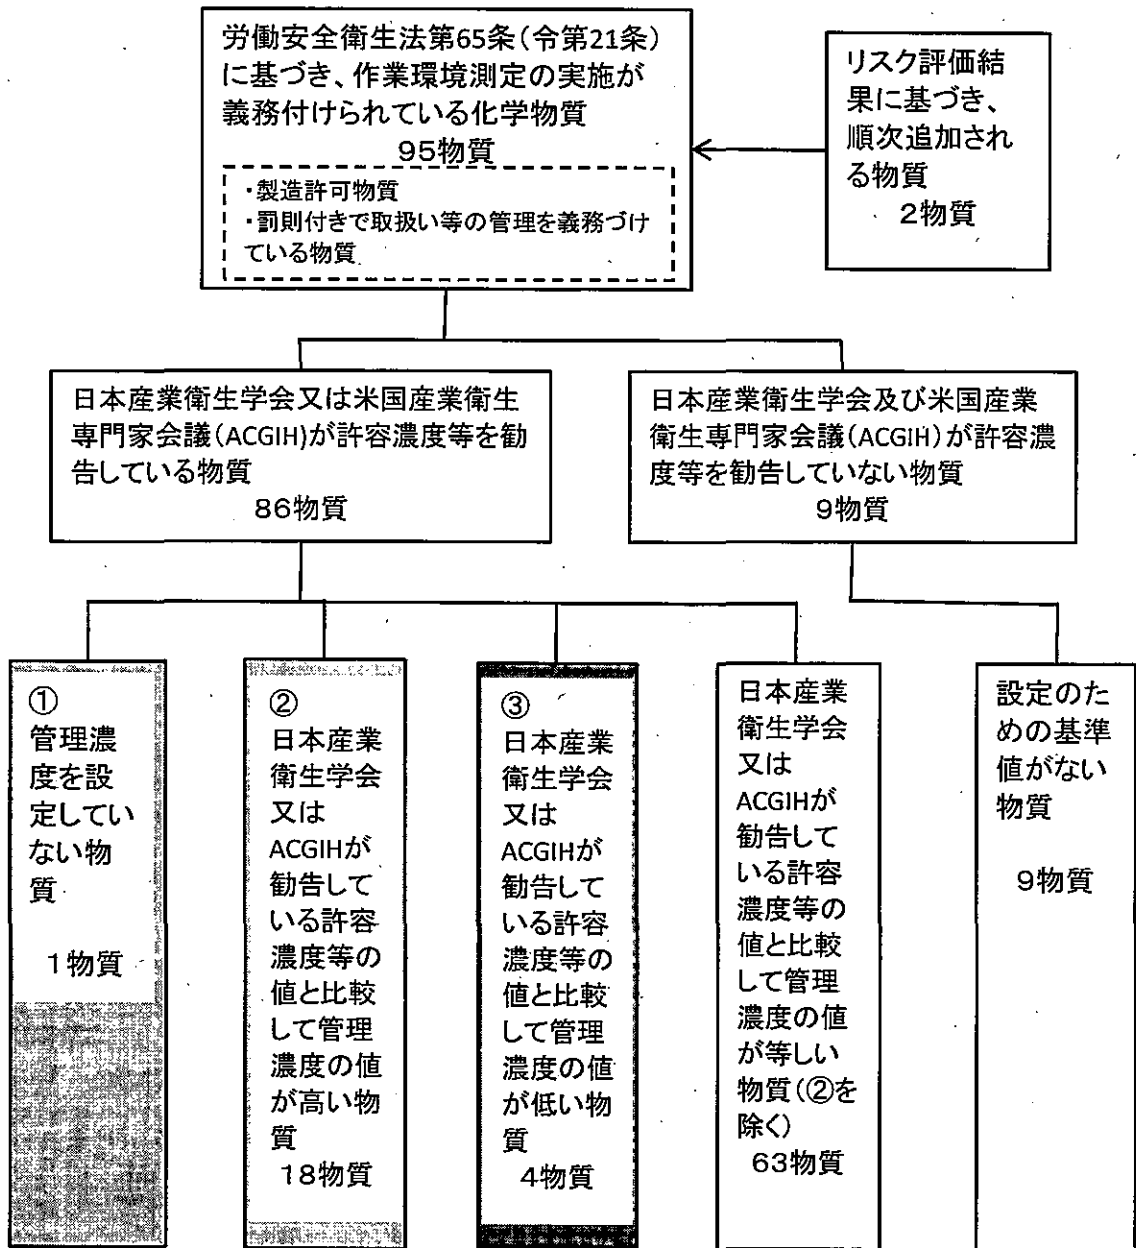 労働安全衛生法第65条(令第21条)
に基づき、作業環境測定の実施が
義務付けられている化学物質
95物質
・製造許可物質
・罰則付きで取扱い等の管理を義務づけ
ている物質
リスク評価結
果に基づき、
順次追加され
る物質
2物質
日本産業衛生学会又は米国産業衛生
専門家会議(ACGIH)が許容濃度等を勧
告している物質
86物質
日本産業衛生学会及び米国産業
衛生専門家会議(ACGIH)が許容濃
度等を勧告していない物質
9物質
①
管理濃
度を設
定してい
ない物
質
1物質
②
日本産業
衛生学会
又は
ACGIHが
勧告して
いる許容
濃度等の
値と比較
して管理
濃度の値
が高い物
質
18物質
③
日本産業
衛生学会
又は
ACGIHが
勧告して
いる許容
濃度等の
値と比較
して管理
濃度の値
が低い物
質
4物質
日本産業
衛生学会
又は
ACGIHが
勧告して
いる許容
濃度等の
値と比較
して管理
濃度の値
が等しい
物質(②を
除く)
63物質
設定のた
めの基準
値がない
物質
9物質